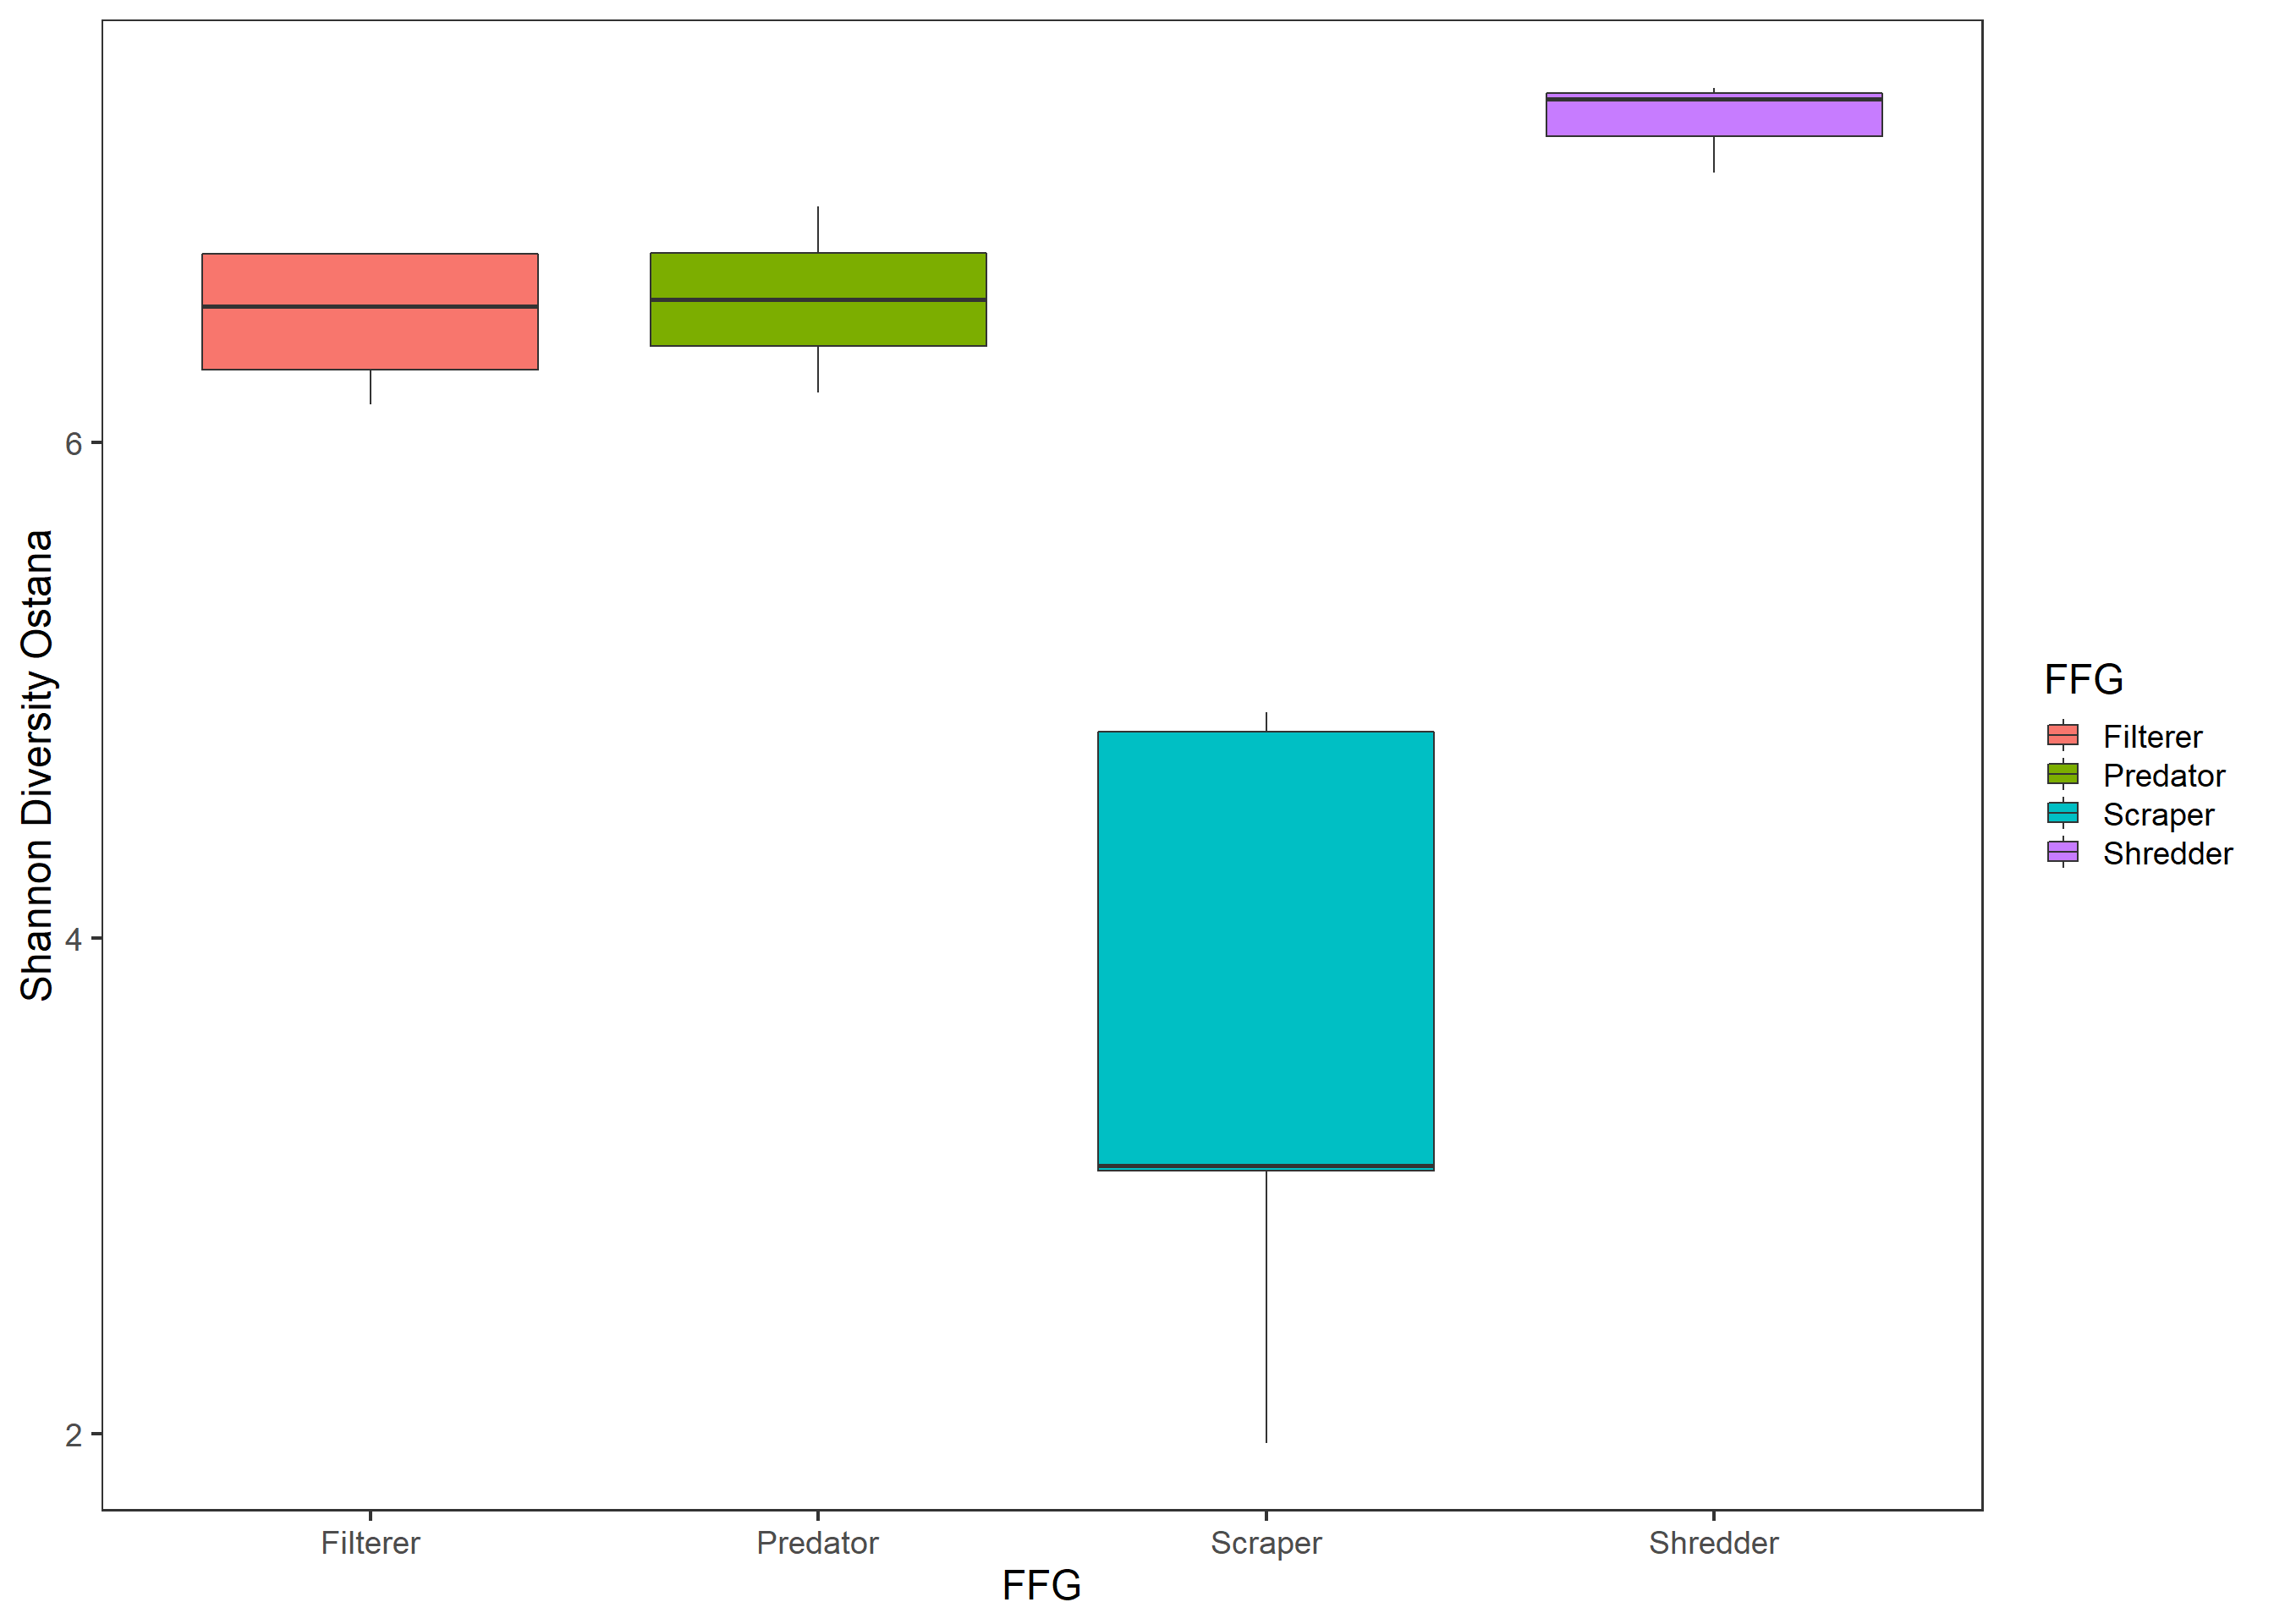 Shannon Diversity Ostana
6
4
2
Filterer
Predator
Scraper
Shredder
FFG
FFG
Filterer
Predator
Scraper
Shredder